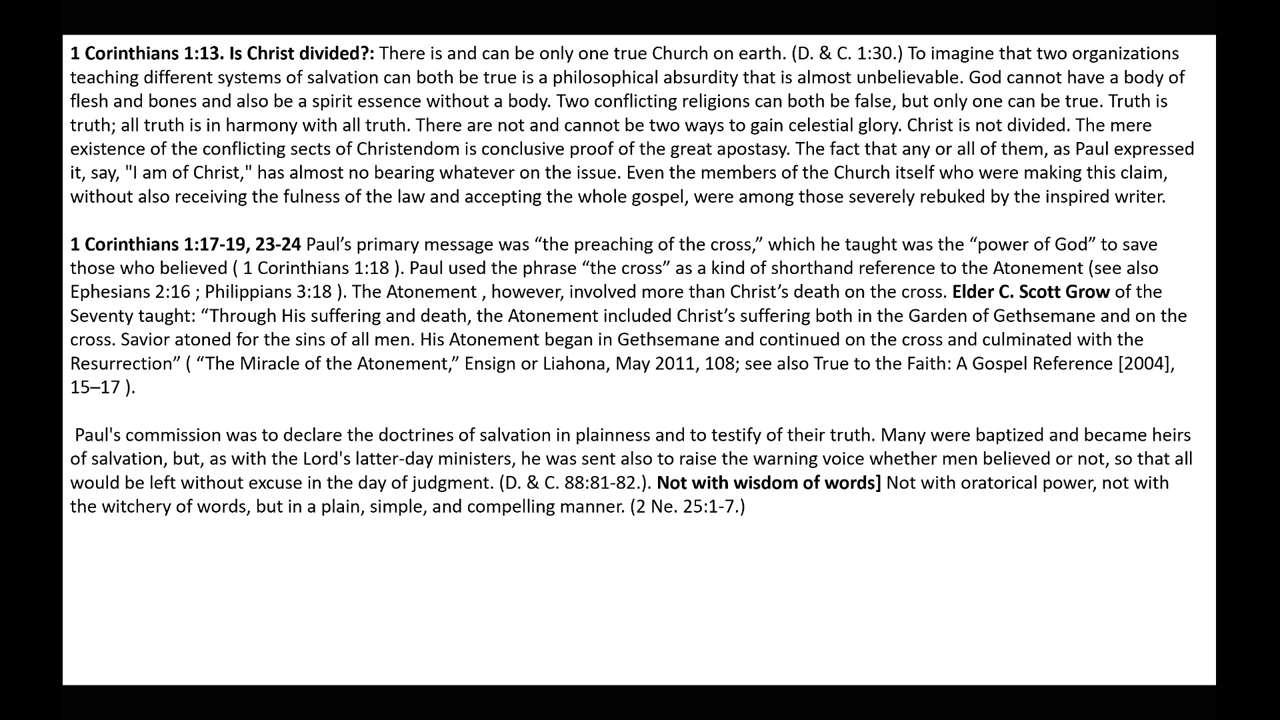 1 Corinthians 1:13. Is Christ divided?: There is and can be only one true Church on earth. (D. & C. 1:30.) To imagine that two organizations
teaching different systems of salvation can both be true is a philosophical absurdity that is almost unbelievable. God cannot have a body of
flesh and bones and also be a spirit essence without a body. Two conflicting religions can both be false, but only one can be true. Truth is
truth; all truth is in harmony with all truth. There are not and cannot be two ways to gain celestial glory. Christ is not divided. The mere
existence of the conflicting sects of Christendom is conclusive proof of the great apostasy. The fact that any or all of them, as Paul expressed
it, say, "I am of Christ," has almost no bearing whatever on the issue. Even the members of the Church itself who were making this claim,
without also receiving the fulness of the law and accepting the whole gospel, were among those severely rebuked by the inspired writer.
1 Corinthians 1:17-19, 23-24 Paul’s primary message was “the preaching of the cross,” which he taught was the “power of God” to save
those who believed ( 1 Corinthians 1:18 ). Paul used the phrase “the cross” as a kind of shorthand reference to the Atonement (see also
Ephesians 2:16 ; Philippians 3:18 ). The Atonement , however, involved more than Christ’s death on the cross. Elder C. Scott Grow of the
Seventy taught: “Through His suffering and death, the Atonement included Christ’s suffering both in the Garden of Gethsemane and on the
cross. Savior atoned for the sins of all men. His Atonement began in Gethsemane and continued on the cross and culminated with the
Resurrection” ( “The Miracle of the Atonement,” Ensign or Liahona, May 2011, 108; see also True to the Faith: A Gospel Reference [2004],
15–17 ).
Paul's commission was to declare the doctrines of salvation in plainness and to testify of their truth. Many were baptized and became heirs
of salvation, but, as with the Lord's latter-day ministers, he was sent also to raise the warning voice whether men believed or not, so that all
would be left without excuse in the day of judgment. (D. & C. 88:81-82.). Not with wisdom of words] Not with oratorical power, not with
the witchery of words, but in a plain, simple, and compelling manner. (2 Ne. 25:1-7.)